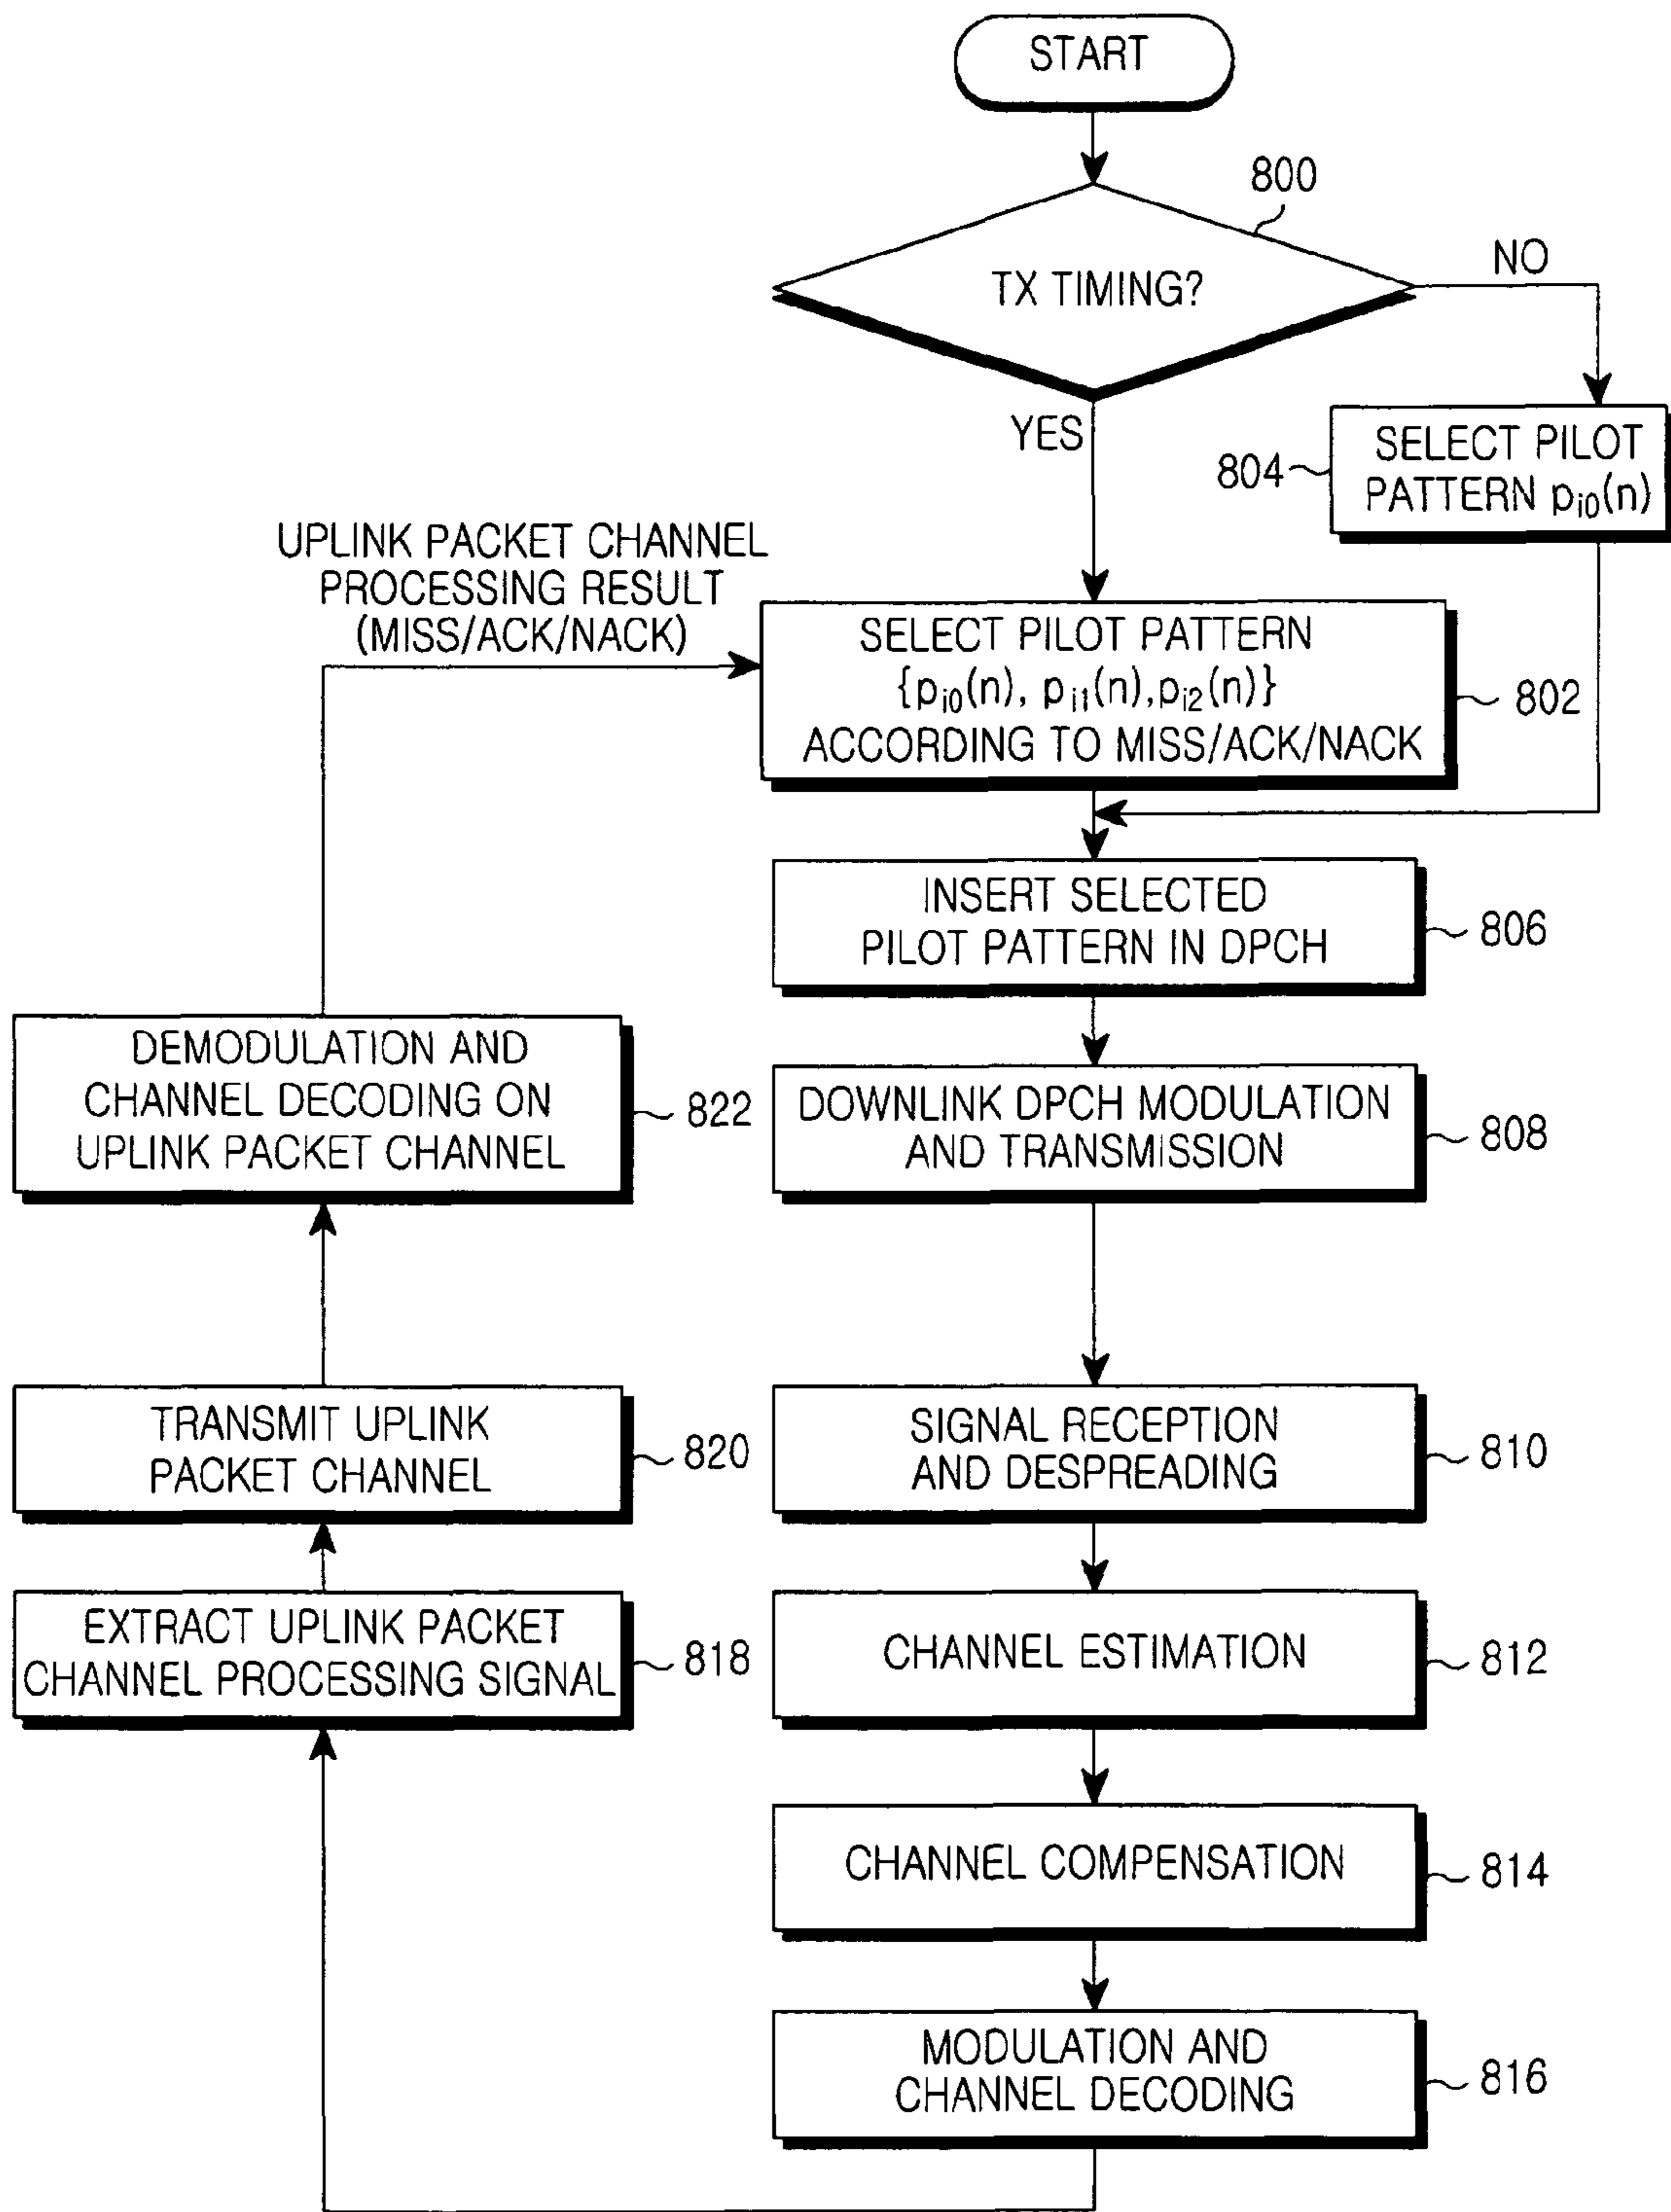 START
800
TX TIMING?
NO
YES
804
SELECT PILOT
PATTERN pi0(n)
UPLINK PACKET CHANNEL
PROCESSING RESULT
(MISS/ACK/NACK)
SELECT PILOT PATTERN
{pi0(n), pi1(n),pi2(n)}
ACCORDING TO MISS/ACK/NACK
802
INSERT SELECTED
PILOT PATTERN IN DPCH
806
DEMODULATION AND
CHANNEL DECODING ON
UPLINK PACKET CHANNEL
822
DOWNLINK DPCH MODULATION
AND TRANSMISSION
808
TRANSMIT UPLINK
PACKET CHANNEL
820
SIGNAL RECEPTION
AND DESPREADING
810
EXTRACT UPLINK PACKET
CHANNEL PROCESSING SIGNAL
818
CHANNEL ESTIMATION
812
CHANNEL COMPENSATION
814
MODULATION AND
CHANNEL DECODING
816